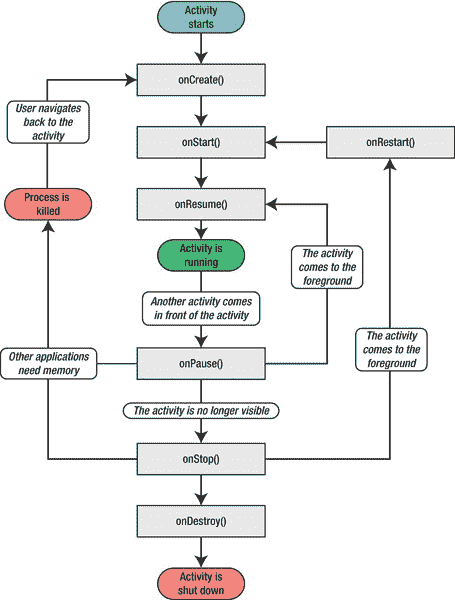 Activity
starts
onCreate()
User navigates
back to the
activity
onStart()
onRestart()
Process is
killed
onResume()
Activity is
running
The activity
comes to the
foreground
Another activity comes
in front of the activity
The activity
comes to the
foreground
Other applications
need memory
onPause()
The activity is no longer visible
onStop()
onDestroy()
Activity is
shut down